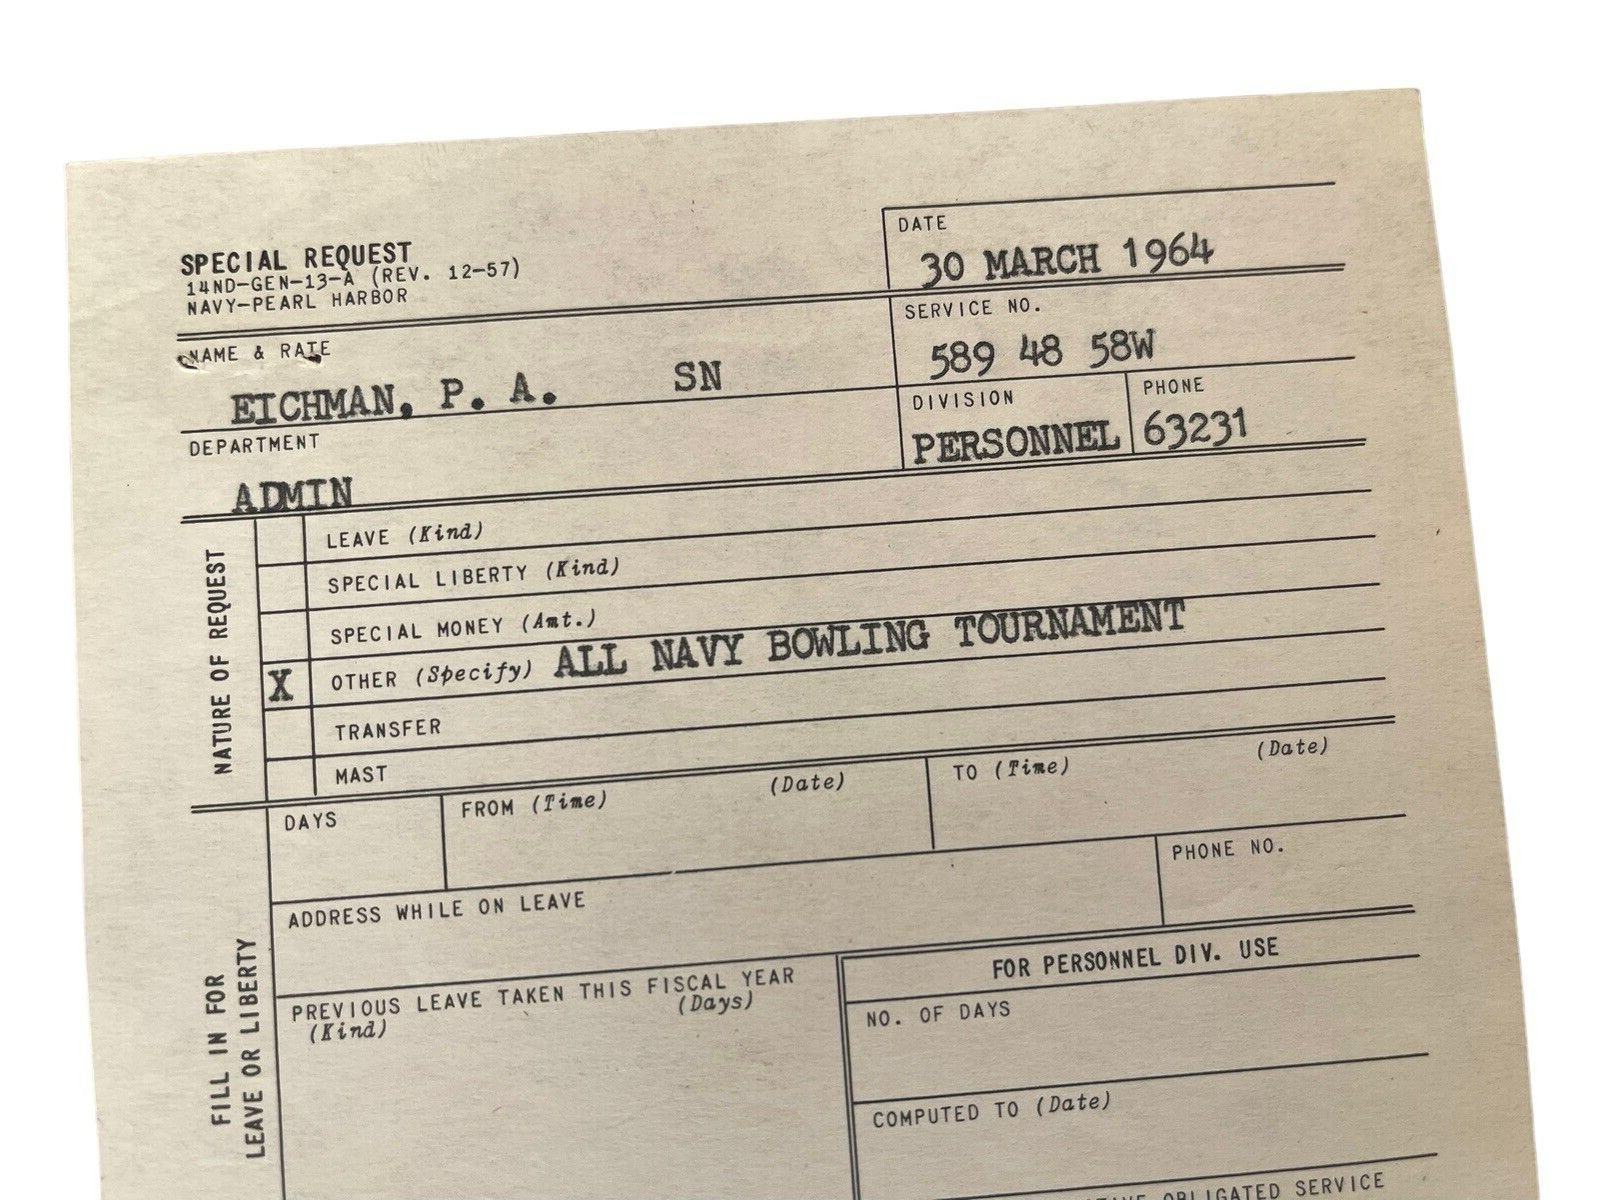 SPECIAL REQUEST
14ND-GEN-13-A (REV. 12-57)
NAVY-PEARL HARBOR
DATE
30 MARCH 1964
NAME & RATE
EICHMAN, P. A. SN
SERVICE NO.
589 48 58W
DEPARTMENT
ADMIN
DIVISION
PERSONNEL
PHONE
63231
NATURE OF REQUEST
LEAVE (Kind)
SPECIAL LIBERTY (Kind)
SPECIAL MONEY (Amt.)
X OTHER (Specify) ALL NAVY BOWLING TOURNAMENT
TRANSFER
MAST
FILL IN FOR
LEAVE OR LIBERTY
DAYS
FROM (Time) (Date)
TO (Time) (Date)
ADDRESS WHILE ON LEAVE
PHONE NO.
PREVIOUS LEAVE TAKEN THIS FISCAL YEAR
(Kind) (Days)
FOR PERSONNEL DIV. USE
NO. OF DAYS
COMPUTED TO (Date)
OBLIGATED SERVICE